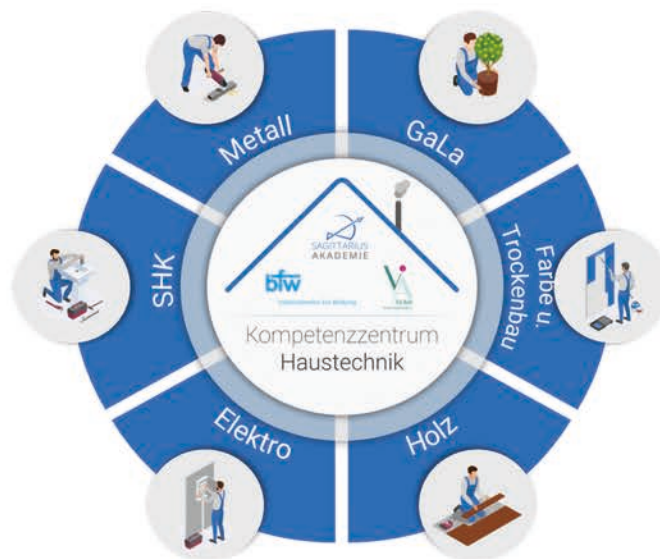 Metall
GaLa
SHK
Farbe u.
Trockenbau
Elektro
Holz
SAGITTARIUS
AKADEMIE
bfw
Kompetenzzentrum
Haustechnik